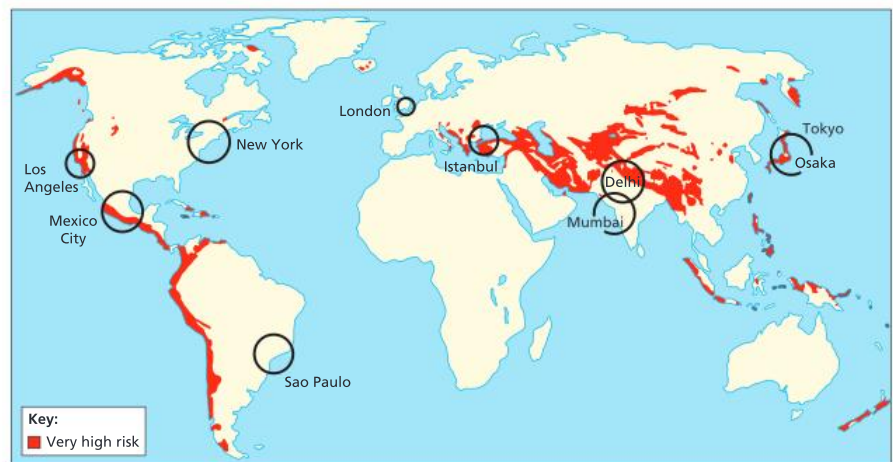 London
New York
Los
Angeles
Mexico
City
Istanbul
Delhi
Mumbai
Tokyo
Osaka
Sao Paulo
Key:
Very high risk